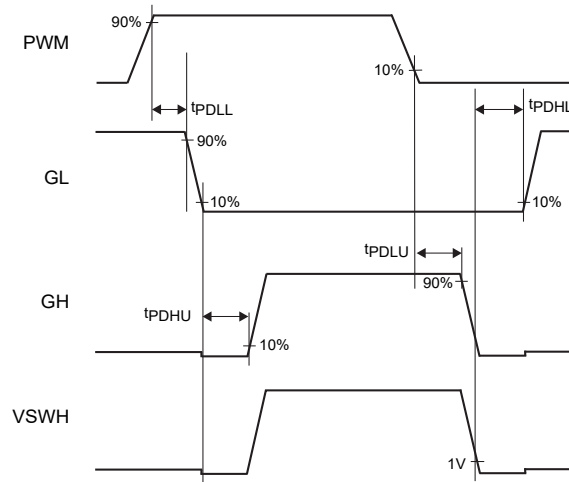 PWM
90%
10%
tPDLL
tPDHL
GL
90%
10%
10%
tPDLU
GH
90%
tPDHU
10%
VSWH
1V